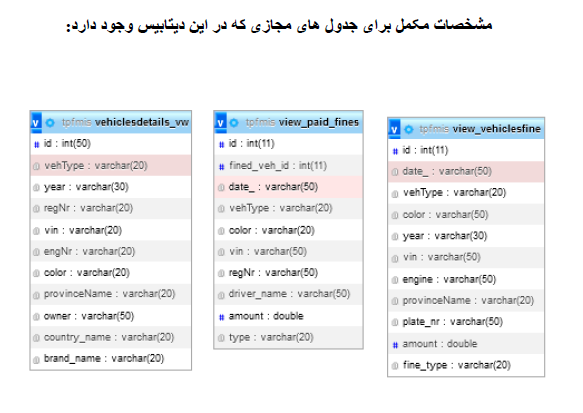 مشخصات مکمل برای جدول های مجازی که در این دیتابیس وجود دارد:
v tpfmis vehiclesdetails_vw
# id : int(50)
vehType : varchar(20)
year : varchar(30)
regNr : varchar(20)
vin : varchar(20)
engNr : varchar(20)
color : varchar(20)
provinceName : varchar(20)
owner : varchar(50)
country_name : varchar(20)
brand_name : varchar(20)
v tpfmis view_paid_fines
# id : int(11)
# fined_veh_id : int(11)
date_ : varchar(50)
vehType : varchar(20)
color : varchar(20)
vin : varchar(50)
regNr : varchar(50)
driver_name : varchar(50)
# amount : double
type : varchar(20)
v tpfmis view_vehiclesfine
# id : int(11)
date_ : varchar(50)
vehType : varchar(20)
color : varchar(50)
year : varchar(30)
vin : varchar(50)
engine : varchar(50)
provinceName : varchar(20)
plate_nr : varchar(50)
# amount : double
fine_type : varchar(20)